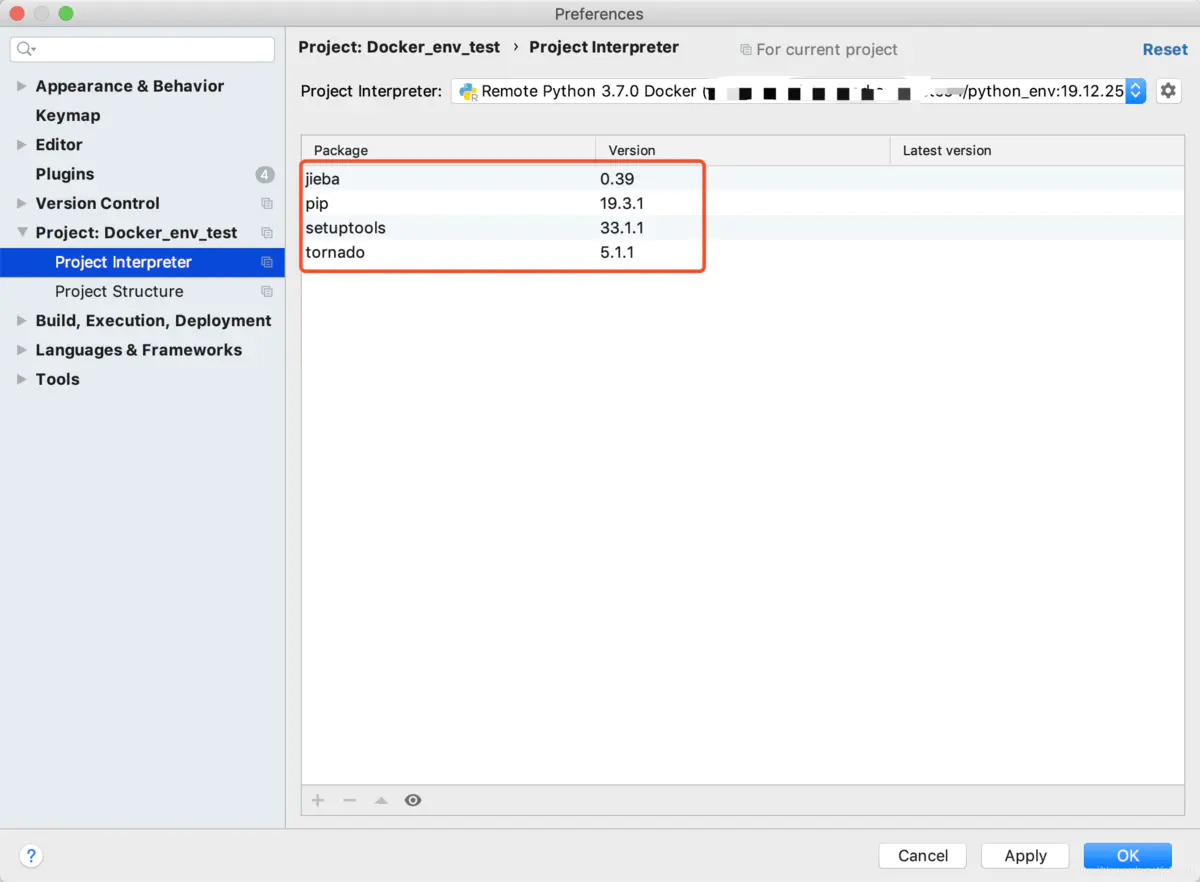 Preferences
Project: Docker_env_test › Project Interpreter
For current project
Reset
Project Interpreter: Remote Python 3.7.0 Docker ( /python_env:19.12.25
Appearance & Behavior
Keymap
Editor
Plugins 4
Version Control
Project: Docker_env_test
Project Interpreter
Project Structure
Build, Execution, Deployment
Languages & Frameworks
Tools
Package Version Latest version
jieba 0.39
pip 19.3.1
setuptools 33.1.1
tornado 5.1.1
?
Cancel Apply OK